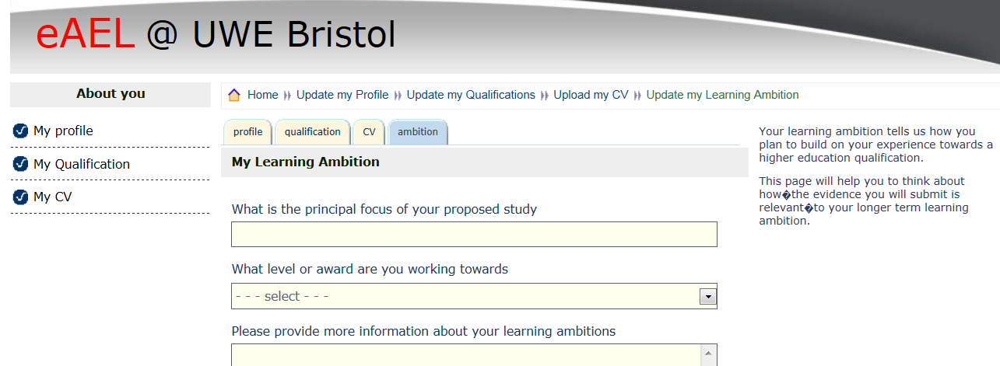 eAEL @ UWE Bristol
About you
My profile
My Qualification
My CV
Home Update my Profile Update my Qualifications Upload my CV Update my Learning Ambition
profile qualification CV ambition
My Learning Ambition
What is the principal focus of your proposed study
What level or award are you working towards
- - - select - - -
Please provide more information about your learning ambitions
Your learning ambition tells us how you
plan to build on your experience towards a
higher education qualification.
This page will help you to think about
how�the evidence you will submit is
relevant�to your longer term learning
ambition.